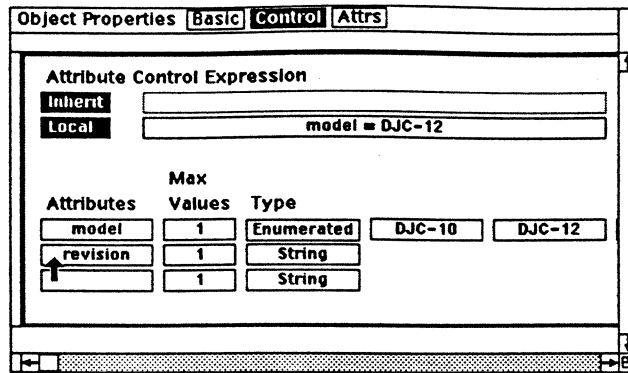 Object Properties Basic Control Attrs
Attribute Control Expression
Inherit
Local model = DJC-12
Max
Attributes Values Type
model 1 Enumerated DJC-10 DJC-12
revision 1 String
1 String